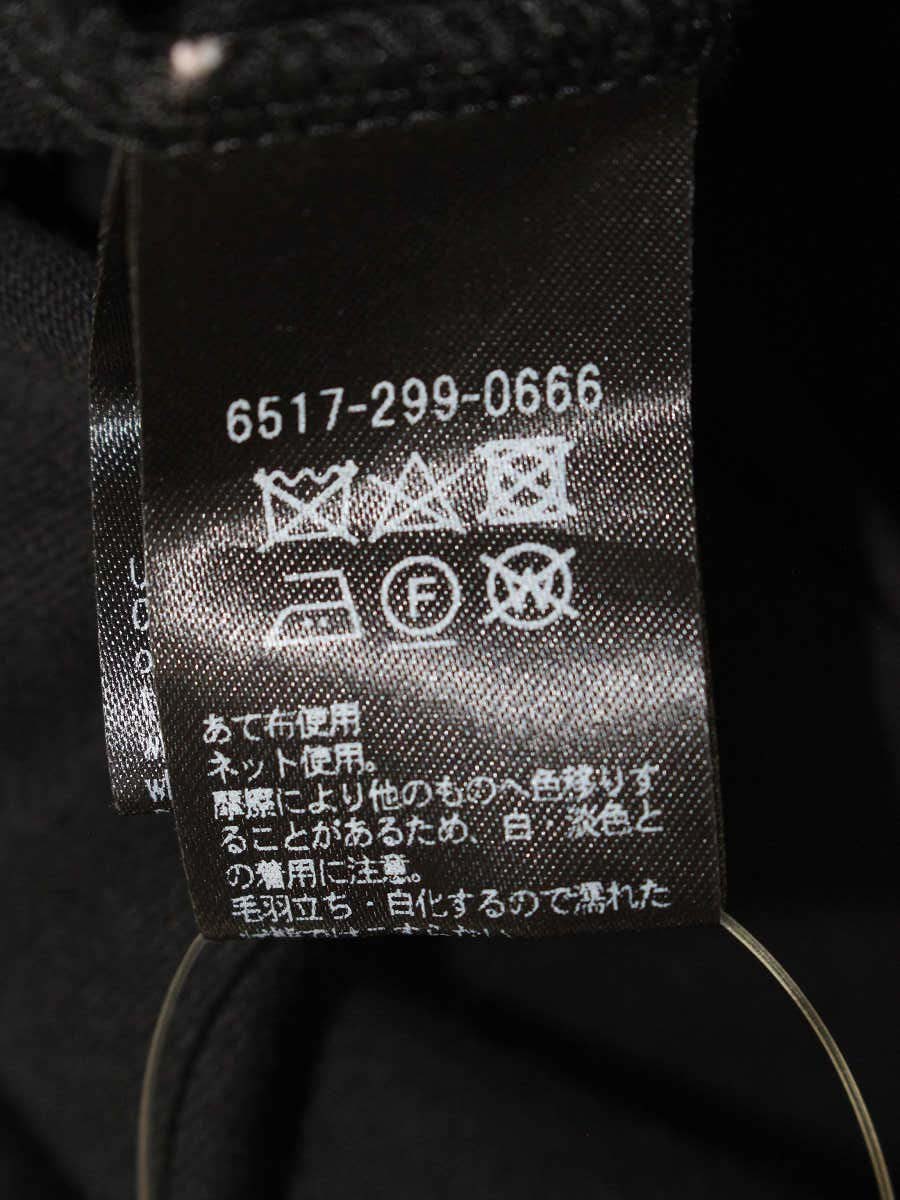 6517-299-0666
F
W
あて布使用
ネット使用。
摩擦により他のものへ色移りす
ることがあるため、白・淡色と
の着用に注意。
毛羽立ち・白化するので濡れた